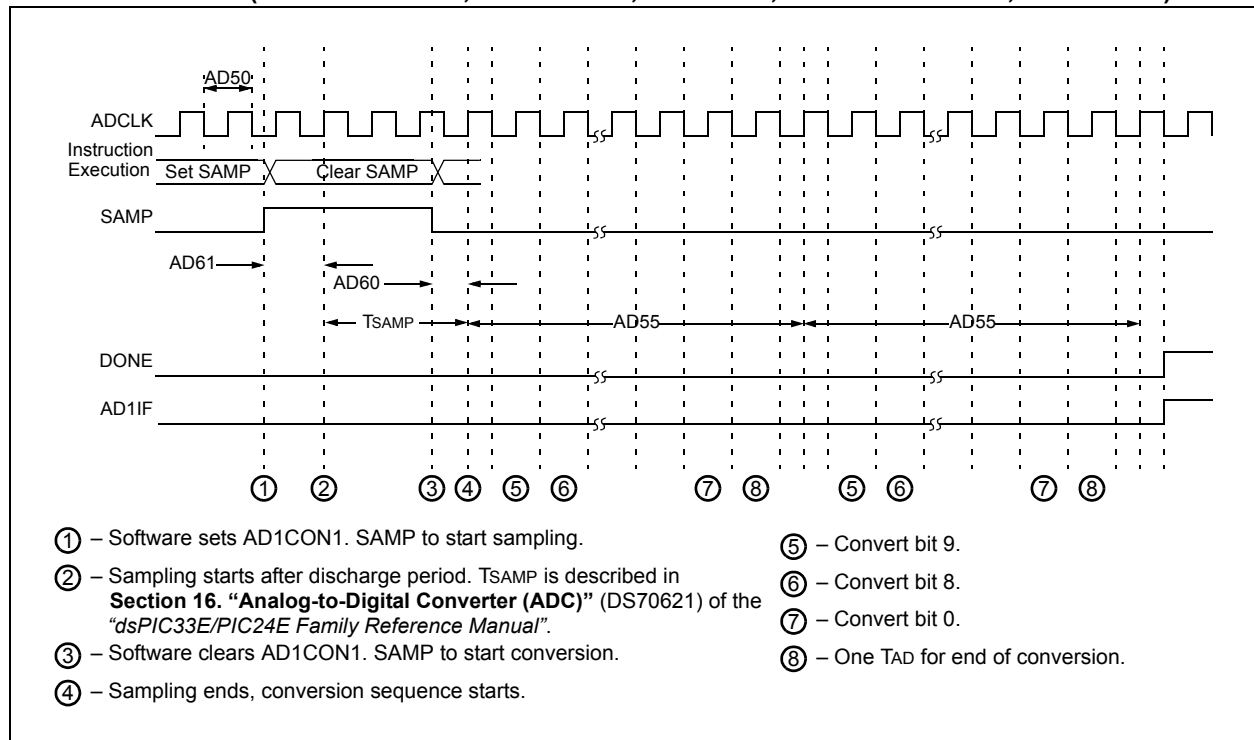 AD50
ADCLK
Instruction
Execution
Set SAMP
Clear SAMP
SAMP
AD61
AD60
TSAMP
AD55
AD55
DONE
AD1IF
1 2 3 4 5 6 7 8 5 6 7 8
1 – Software sets AD1CON1. SAMP to start sampling.
2 – Sampling starts after discharge period. TSAMP is described in
Section 16. “Analog-to-Digital Converter (ADC)” (DS70621) of the
“dsPIC33E/PIC24E Family Reference Manual”.
3 – Software clears AD1CON1. SAMP to start conversion.
4 – Sampling ends, conversion sequence starts.
5 – Convert bit 9.
6 – Convert bit 8.
7 – Convert bit 0.
8 – One TAD for end of conversion.